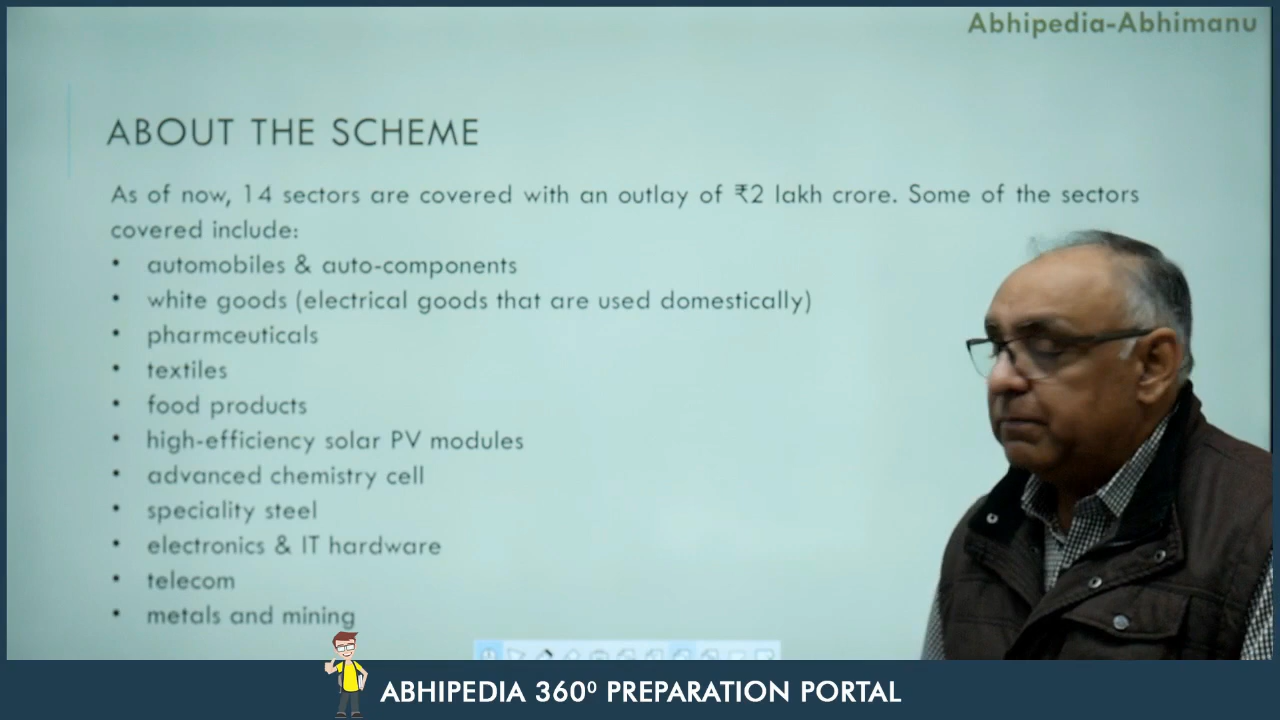 Abhipedia-Abhimanu
ABOUT THE SCHEME
As of now, 14 sectors are covered with an outlay of ₹2 lakh crore. Some of the sectors
covered include:
• automobiles & auto-components
• white goods (electrical goods that are used domestically)
• pharmceuticals
• textiles
• food products
• high-efficiency solar PV modules
• advanced chemistry cell
• speciality steel
• electronics & IT hardware
• telecom
• metals and mining
ABHIPEDIA 360⁰ PREPARATION PORTAL